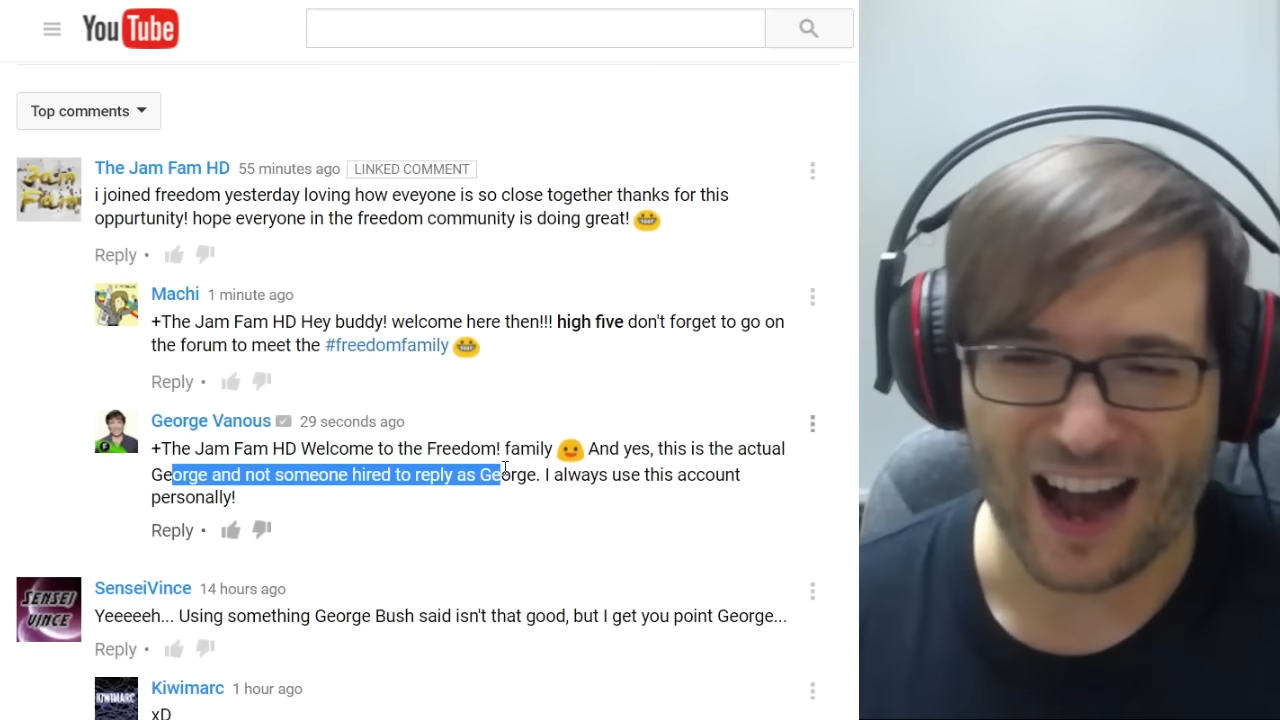 YouTube
Top comments
The Jam Fam HD 55 minutes ago LINKED COMMENT
i joined freedom yesterday loving how eveyone is so close together thanks for this
oppurtunity! hope everyone in the freedom community is doing great!
Reply •
Machi 1 minute ago
+The Jam Fam HD Hey buddy! welcome here then!!! high five don't forget to go on
the forum to meet the #freedomfamily
Reply •
George Vanous 29 seconds ago
+The Jam Fam HD Welcome to the Freedom! family And yes, this is the actual
George and not someone hired to reply as George. I always use this account
personally!
Reply •
SENSEI
VINCE
SenseiVince 14 hours ago
Yeeeeeh... Using something George Bush said isn't that good, but I get you point George...
Reply •
KIWIMARC
Kiwimarc 1 hour ago
xD